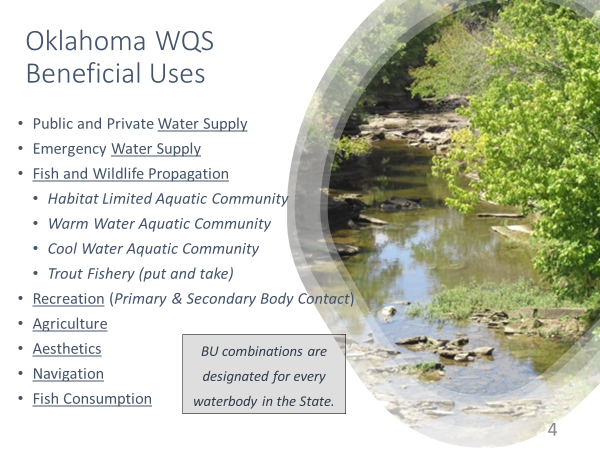 Oklahoma WQS
Beneficial Uses
• Public and Private Water Supply
• Emergency Water Supply
• Fish and Wildlife Propagation
• Habitat Limited Aquatic Community
• Warm Water Aquatic Community
• Cool Water Aquatic Community
• Trout Fishery (put and take)
• Recreation (Primary & Secondary Body Contact)
• Agriculture
• Aesthetics
• Navigation
• Fish Consumption
BU combinations are
designated for every
waterbody in the State.
4